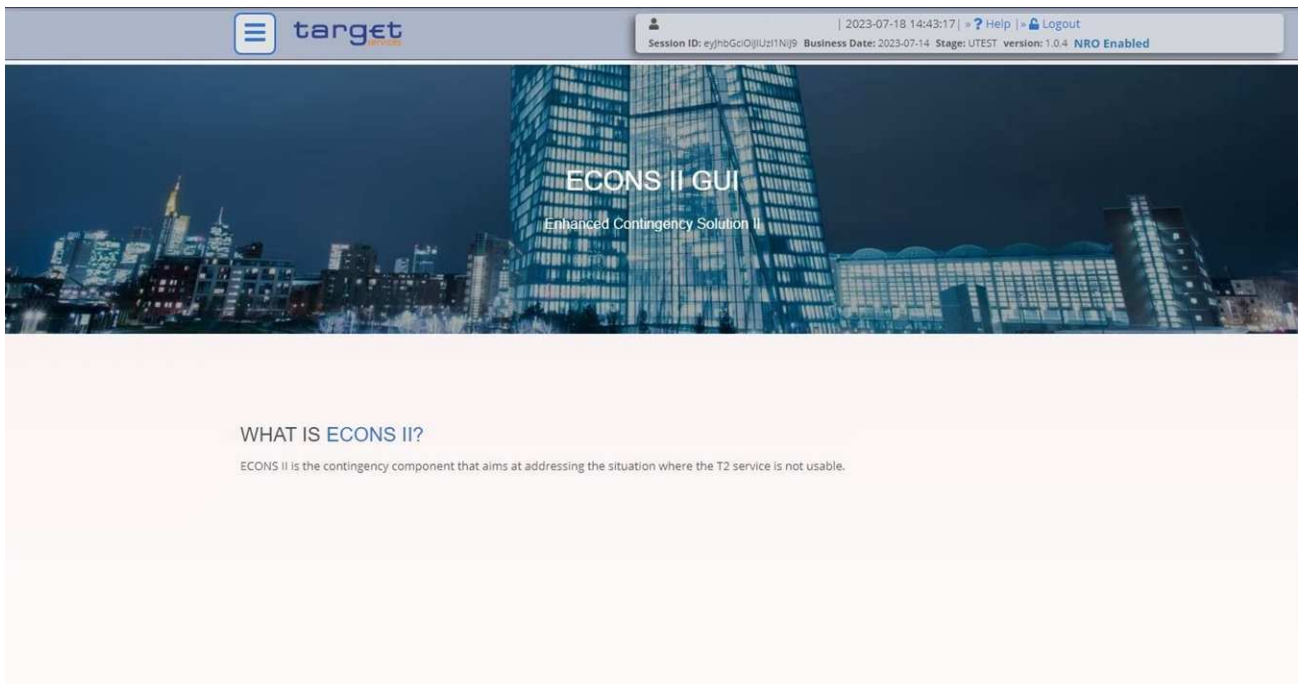 target
services
| 2023-07-18 14:43:17| » ? Help |» Logout
Session ID: eyJhbGciOiJIUzI1NiJ9 Business Date: 2023-07-14 Stage: UTEST version: 1.0.4 NRO Enabled
ECONS II GUI
Enhanced Contingency Solution II
WHAT IS ECONS II?
ECONS II is the contingency component that aims at addressing the situation where the T2 service is not usable.